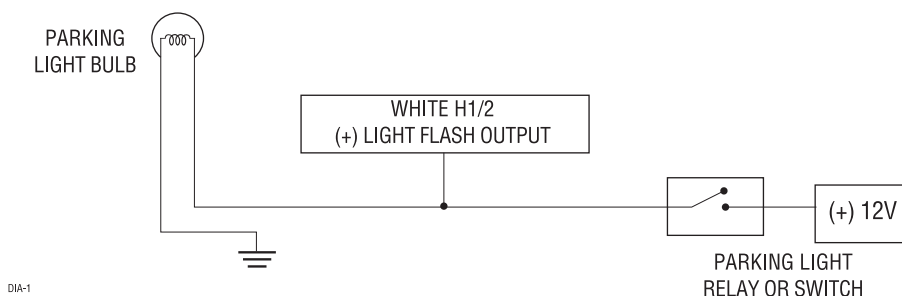 PARKING
LIGHT BULB
WHITE H1/2
(+) LIGHT FLASH OUTPUT
(+) 12V
PARKING LIGHT
RELAY OR SWITCH
DIA-1